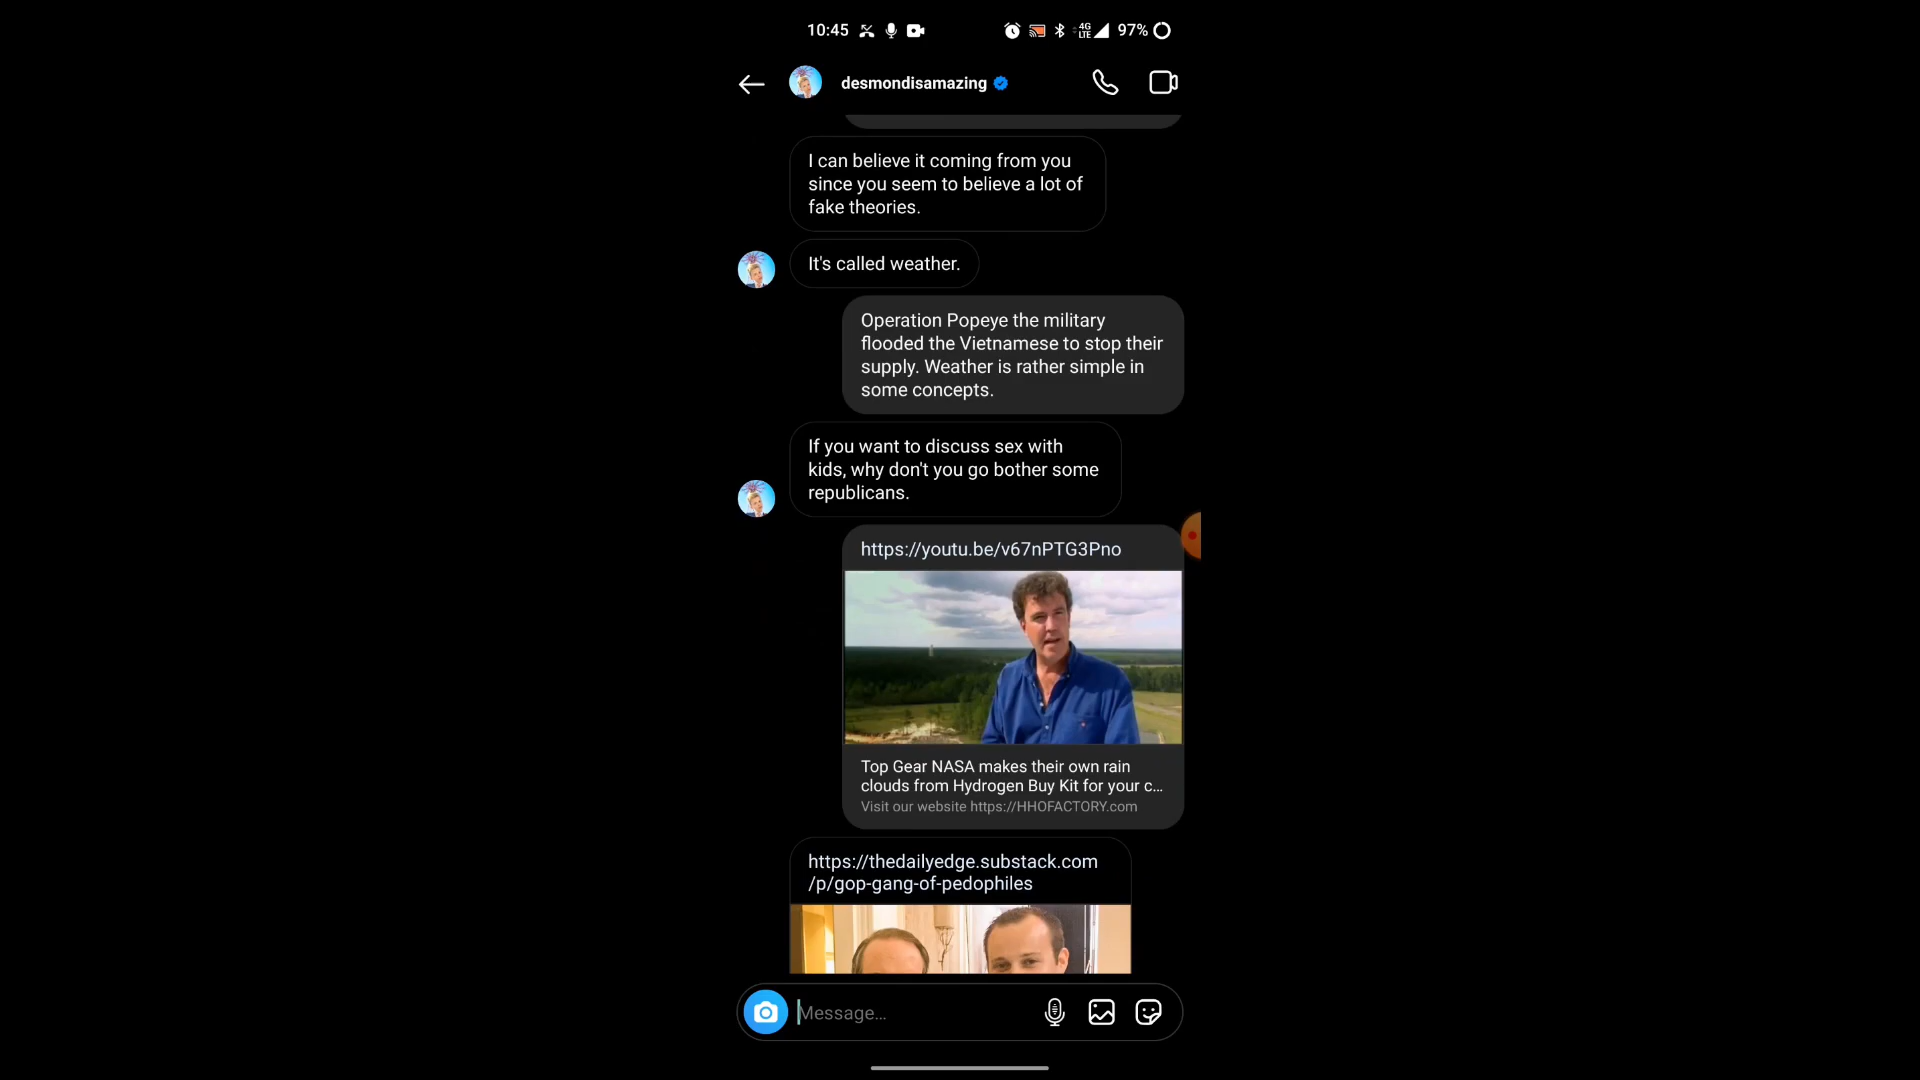 10:45
4G
LTE
97%
desmondisamazing
I can believe it coming from you
since you seem to believe a lot of
fake theories.
It's called weather.
Operation Popeye the military
flooded the Vietnamese to stop their
supply. Weather is rather simple in
some concepts.
If you want to discuss sex with
kids, why don't you go bother some
republicans.
https://youtu.be/v67nPTG3Pno
Top Gear NASA makes their own rain
clouds from Hydrogen Buy Kit for your c...
Visit our website https://HHOFACTORY.com
https://thedailyedge.substack.com
/p/gop-gang-of-pedophiles
Message...